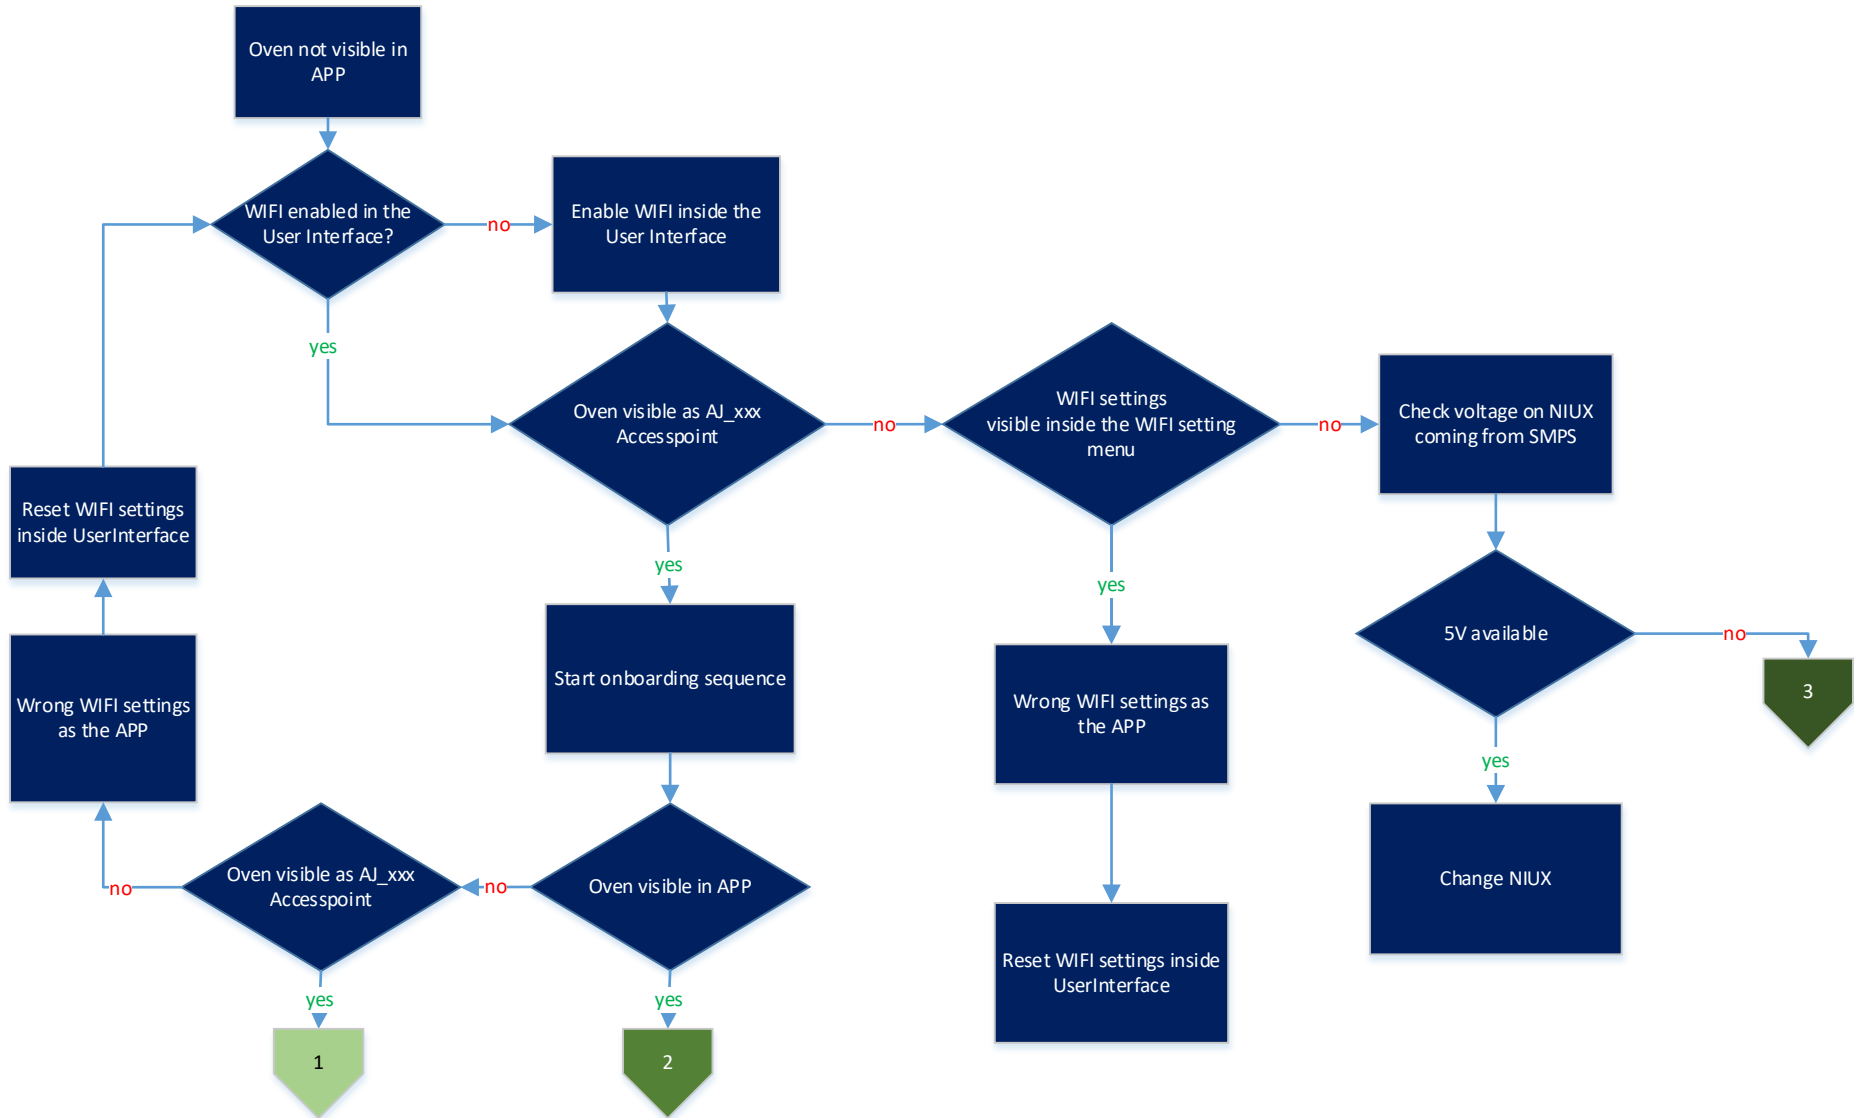 Oven not visible in
APP
WIFI enabled in the
User Interface?
no
Enable WIFI inside the
User Interface
yes
Oven visible as AJ_xxx
Accesspoint
no
WIFI settings
visible inside the WIFI setting
menu
no
Check voltage on NIUX
coming from SMPS
Reset WIFI settings
inside UserInterface
yes
yes
5V available
no
3
Start onboarding sequence
Wrong WIFI settings
as the APP
Wrong WIFI settings as
the APP
yes
Oven visible as AJ_xxx
Accesspoint
no
no
Oven visible in APP
Change NIUX
Reset WIFI settings inside
UserInterface
yes
yes
1
2